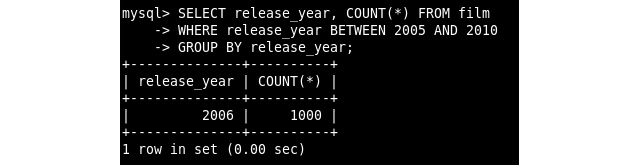 mysql> SELECT release_year, COUNT(*) FROM film
    -> WHERE release_year BETWEEN 2005 AND 2010
    -> GROUP BY release_year;
+--------------+----------+
| release_year | COUNT(*) |
+--------------+----------+
|         2006 |     1000 |
+--------------+----------+
1 row in set (0.00 sec)